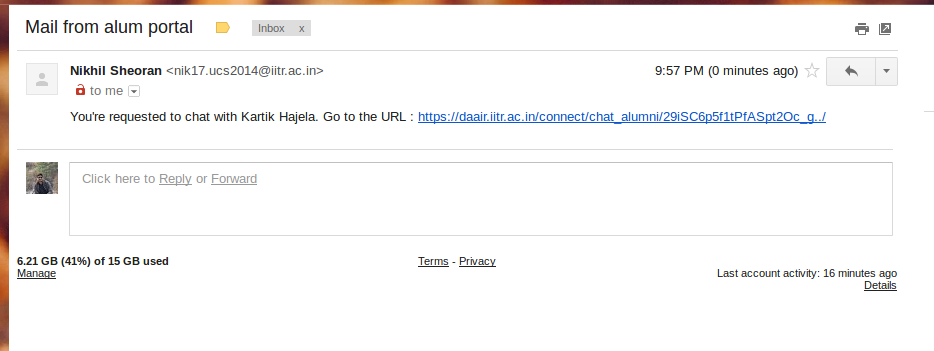 Mail from alum portal Inbox x
Nikhil Sheoran <nik17.ucs2014@iitr.ac.in> 9:57 PM (0 minutes ago)
to me
You're requested to chat with Kartik Hajela. Go to the URL : https://daair.iitr.ac.in/connect/chat_alumni/29iSC6p5f1tPfASpt2Oc_g../
Click here to Reply or Forward
6.21 GB (41%) of 15 GB used
Manage
Terms - Privacy
Last account activity: 16 minutes ago
Details